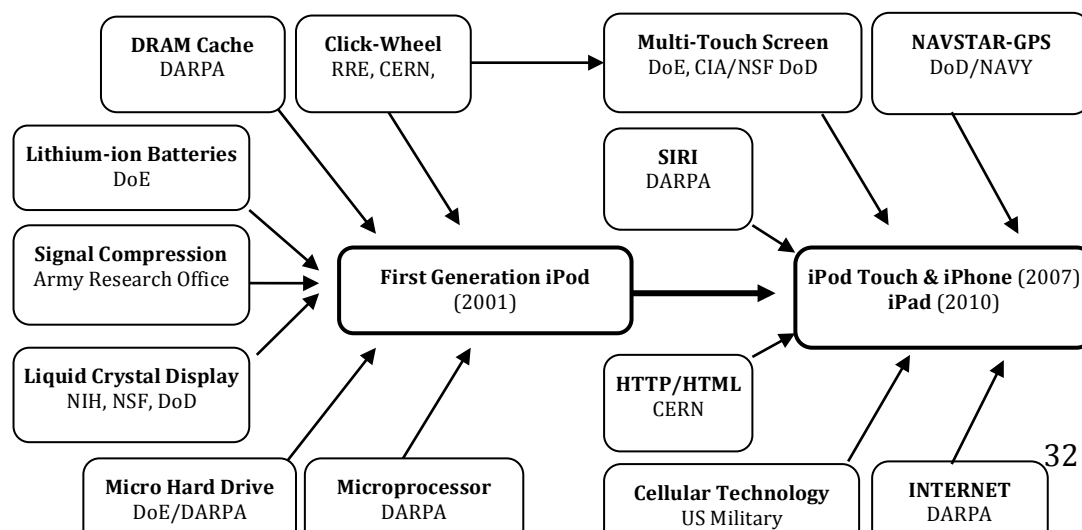 DRAM Cache
DARPA
Click-Wheel
RRE, CERN,
Multi-Touch Screen
DoE, CIA/NSF DoD
NAVSTAR-GPS
DoD/NAVY
Lithium-ion Batteries
DoE
SIRI
DARPA
Signal Compression
Army Research Office
First Generation iPod
(2001)
iPod Touch & iPhone (2007)
iPad (2010)
Liquid Crystal Display
NIH, NSF, DoD
HTTP/HTML
CERN
Micro Hard Drive
DoE/DARPA
Microprocessor
DARPA
Cellular Technology
US Military
INTERNET
DARPA
32